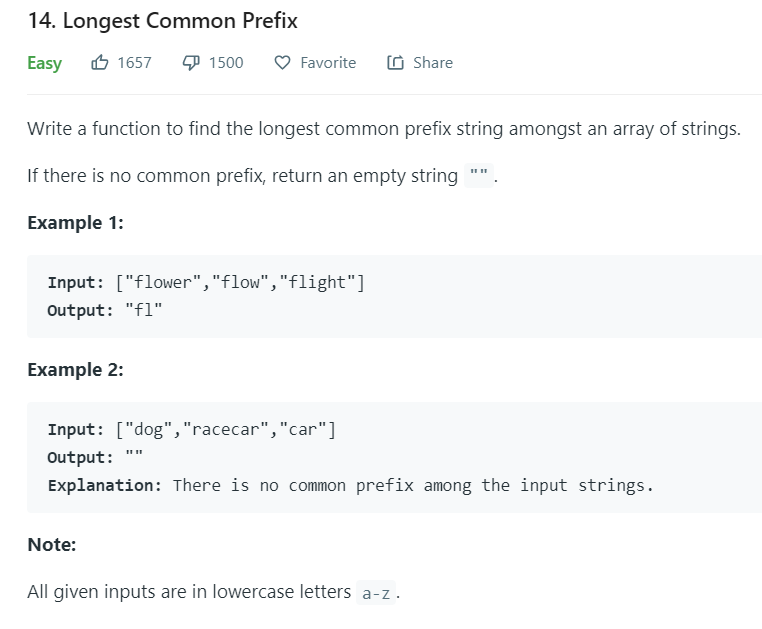 14. Longest Common Prefix
Easy 1657 1500 Favorite Share
Write a function to find the longest common prefix string amongst an array of strings.
If there is no common prefix, return an empty string "".
Example 1:
Input: ["flower","flow","flight"]
Output: "fl"
Example 2:
Input: ["dog","racecar","car"]
Output: ""
Explanation: There is no common prefix among the input strings.
Note:
All given inputs are in lowercase letters a-z.